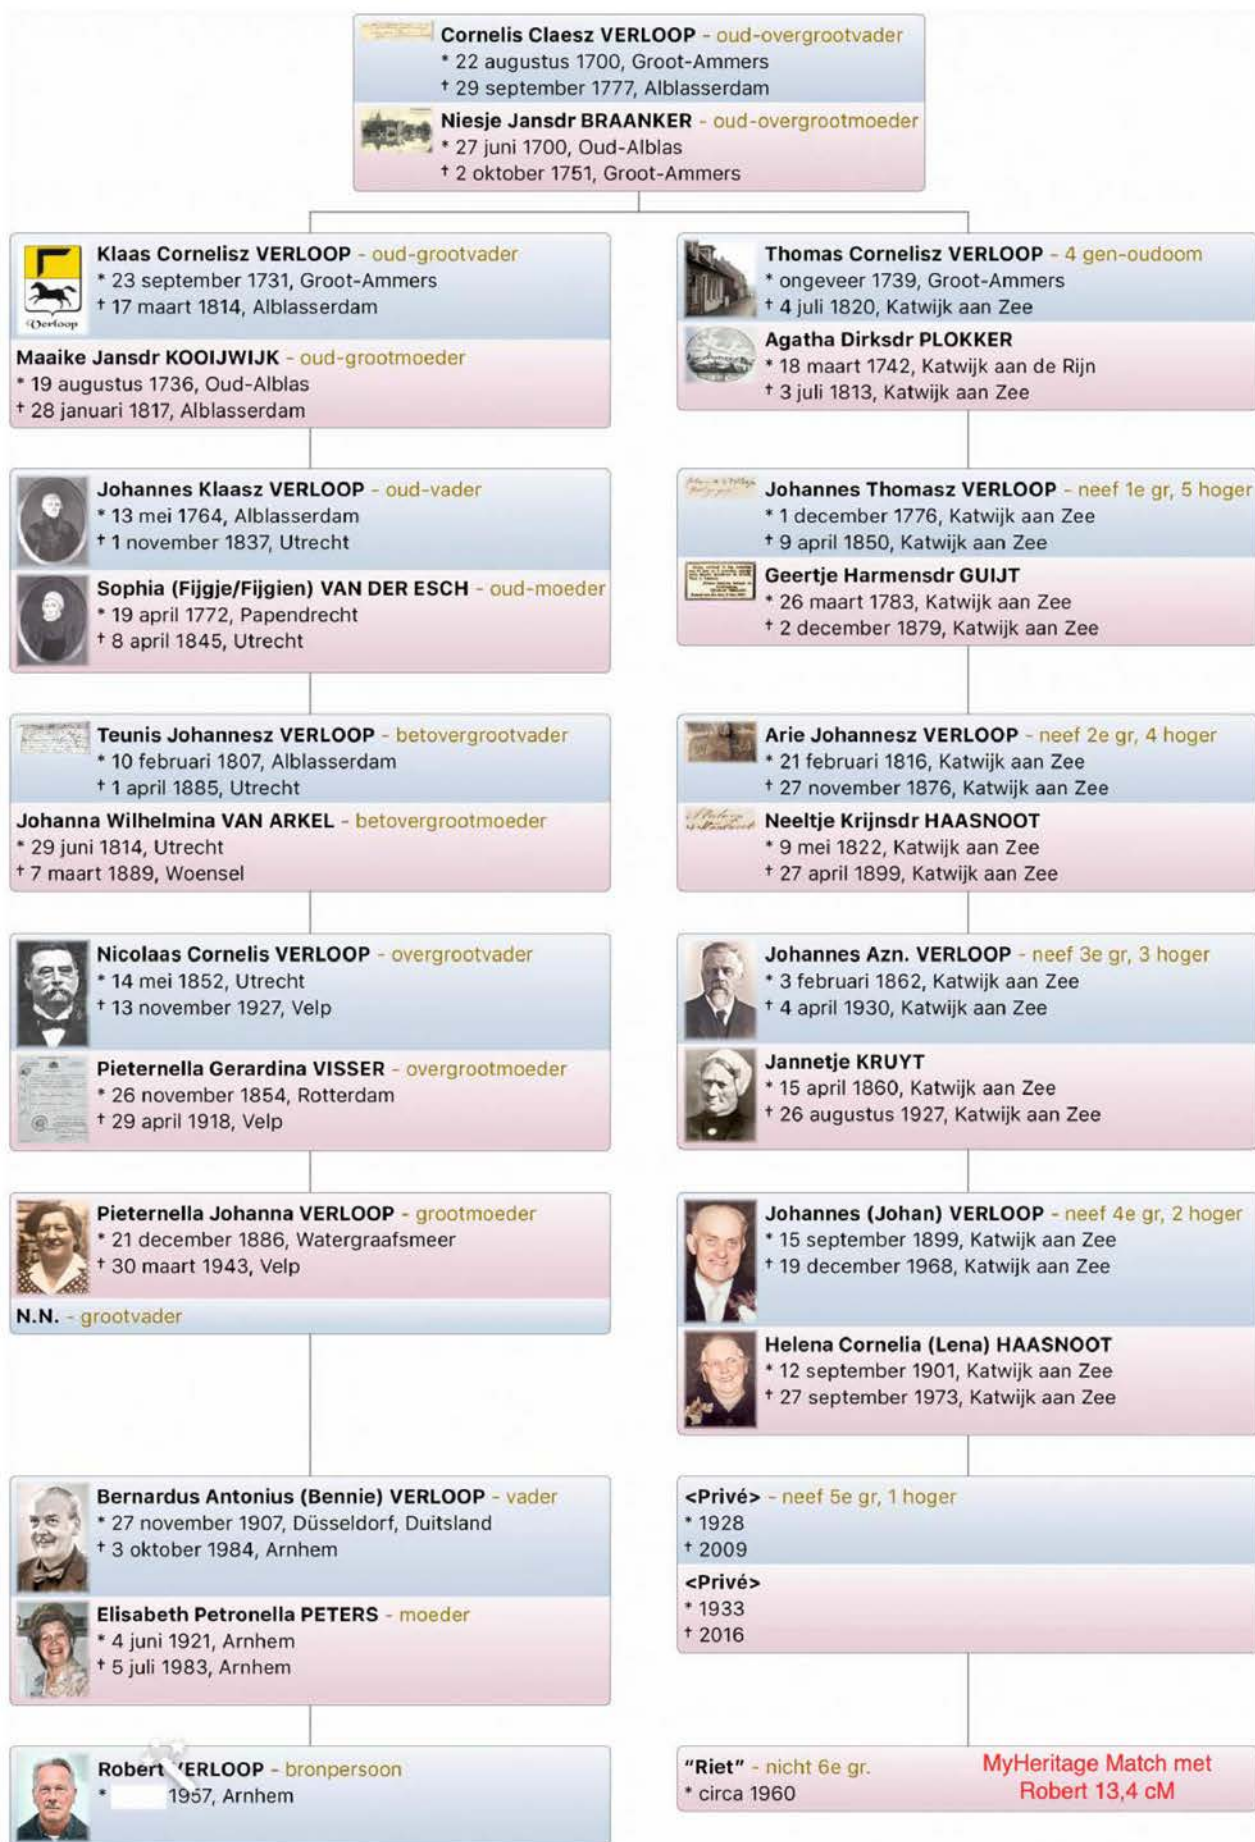 Cornelis Claesz VERLOOP - oud-overgrootvader
* 22 augustus 1700, Groot-Ammers
† 29 september 1777, Alblasserdam
Niesje Jansdr BRAANKER - oud-overgrootmoeder
* 27 juni 1700, Oud-Alblas
† 2 oktober 1751, Groot-Ammers
Klaas Cornelisz VERLOOP - oud-grootvader
* 23 september 1731, Groot-Ammers
† 17 maart 1814, Alblasserdam
Verloop
Maaike Jansdr KOOIJWIJK - oud-grootmoeder
* 19 augustus 1736, Oud-Alblas
† 28 januari 1817, Alblasserdam
Thomas Cornelisz VERLOOP - 4 gen-oudoom
* ongeveer 1739, Groot-Ammers
† 4 juli 1820, Katwijk aan Zee
Agatha Dirksdr PLOKKER
* 18 maart 1742, Katwijk aan de Rijn
† 3 juli 1813, Katwijk aan Zee
Johannes Klaasz VERLOOP - oud-vader
* 13 mei 1764, Alblasserdam
† 1 november 1837, Utrecht
Sophia (Fijgje/Fijgien) VAN DER ESCH - oud-moeder
* 19 april 1772, Papendrecht
† 8 april 1845, Utrecht
Johannes Thomasz VERLOOP - neef 1e gr, 5 hoger
* 1 december 1776, Katwijk aan Zee
† 9 april 1850, Katwijk aan Zee
Geertje Harmensdr GUIJT
* 26 maart 1783, Katwijk aan Zee
† 2 december 1879, Katwijk aan Zee
Teunis Johannesz VERLOOP - betovergrootvader
* 10 februari 1807, Alblasserdam
† 1 april 1885, Utrecht
Johanna Wilhelmina VAN ARKEL - betovergrootmoeder
* 29 juni 1814, Utrecht
† 7 maart 1889, Woensel
Arie Johannesz VERLOOP - neef 2e gr, 4 hoger
* 21 februari 1816, Katwijk aan Zee
† 27 november 1876, Katwijk aan Zee
Neeltje Krijnsdr HAASNOOT
* 9 mei 1822, Katwijk aan Zee
† 27 april 1899, Katwijk aan Zee
Nicolaas Cornelis VERLOOP - overgrootvader
* 14 mei 1852, Utrecht
† 13 november 1927, Velp
Pieternella Gerardina VISSER - overgrootmoeder
* 26 november 1854, Rotterdam
† 29 april 1918, Velp
Johannes Azn. VERLOOP - neef 3e gr, 3 hoger
* 3 februari 1862, Katwijk aan Zee
† 4 april 1930, Katwijk aan Zee
Jannetje KRUYT
* 15 april 1860, Katwijk aan Zee
† 26 augustus 1927, Katwijk aan Zee
Pieternella Johanna VERLOOP - grootmoeder
* 21 december 1886, Watergraafsmeer
† 30 maart 1943, Velp
N.N. - grootvader
Johannes (Johan) VERLOOP - neef 4e gr, 2 hoger
* 15 september 1899, Katwijk aan Zee
† 19 december 1968, Katwijk aan Zee
Helena Cornelia (Lena) HAASNOOT
* 12 september 1901, Katwijk aan Zee
† 27 september 1973, Katwijk aan Zee
Bernardus Antonius (Bennie) VERLOOP - vader
* 27 november 1907, Düsseldorf, Duitsland
† 3 oktober 1984, Arnhem
Elisabeth Petronella PETERS - moeder
* 4 juni 1921, Arnhem
† 5 juli 1983, Arnhem
<Privé> - neef 5e gr, 1 hoger
* 1928
† 2009
<Privé>
* 1933
† 2016
Robert VERLOOP - bronpersoon
* 1957, Arnhem
"Riet" - nicht 6e gr.
* circa 1960
MyHeritage Match met
Robert 13,4 cM